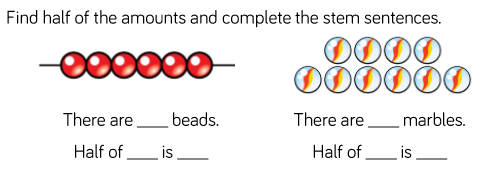 Find half of the amounts and complete the stem sentences.
There are ____ beads.
Half of ____ is ____
There are ____ marbles.
Half of ____ is ____